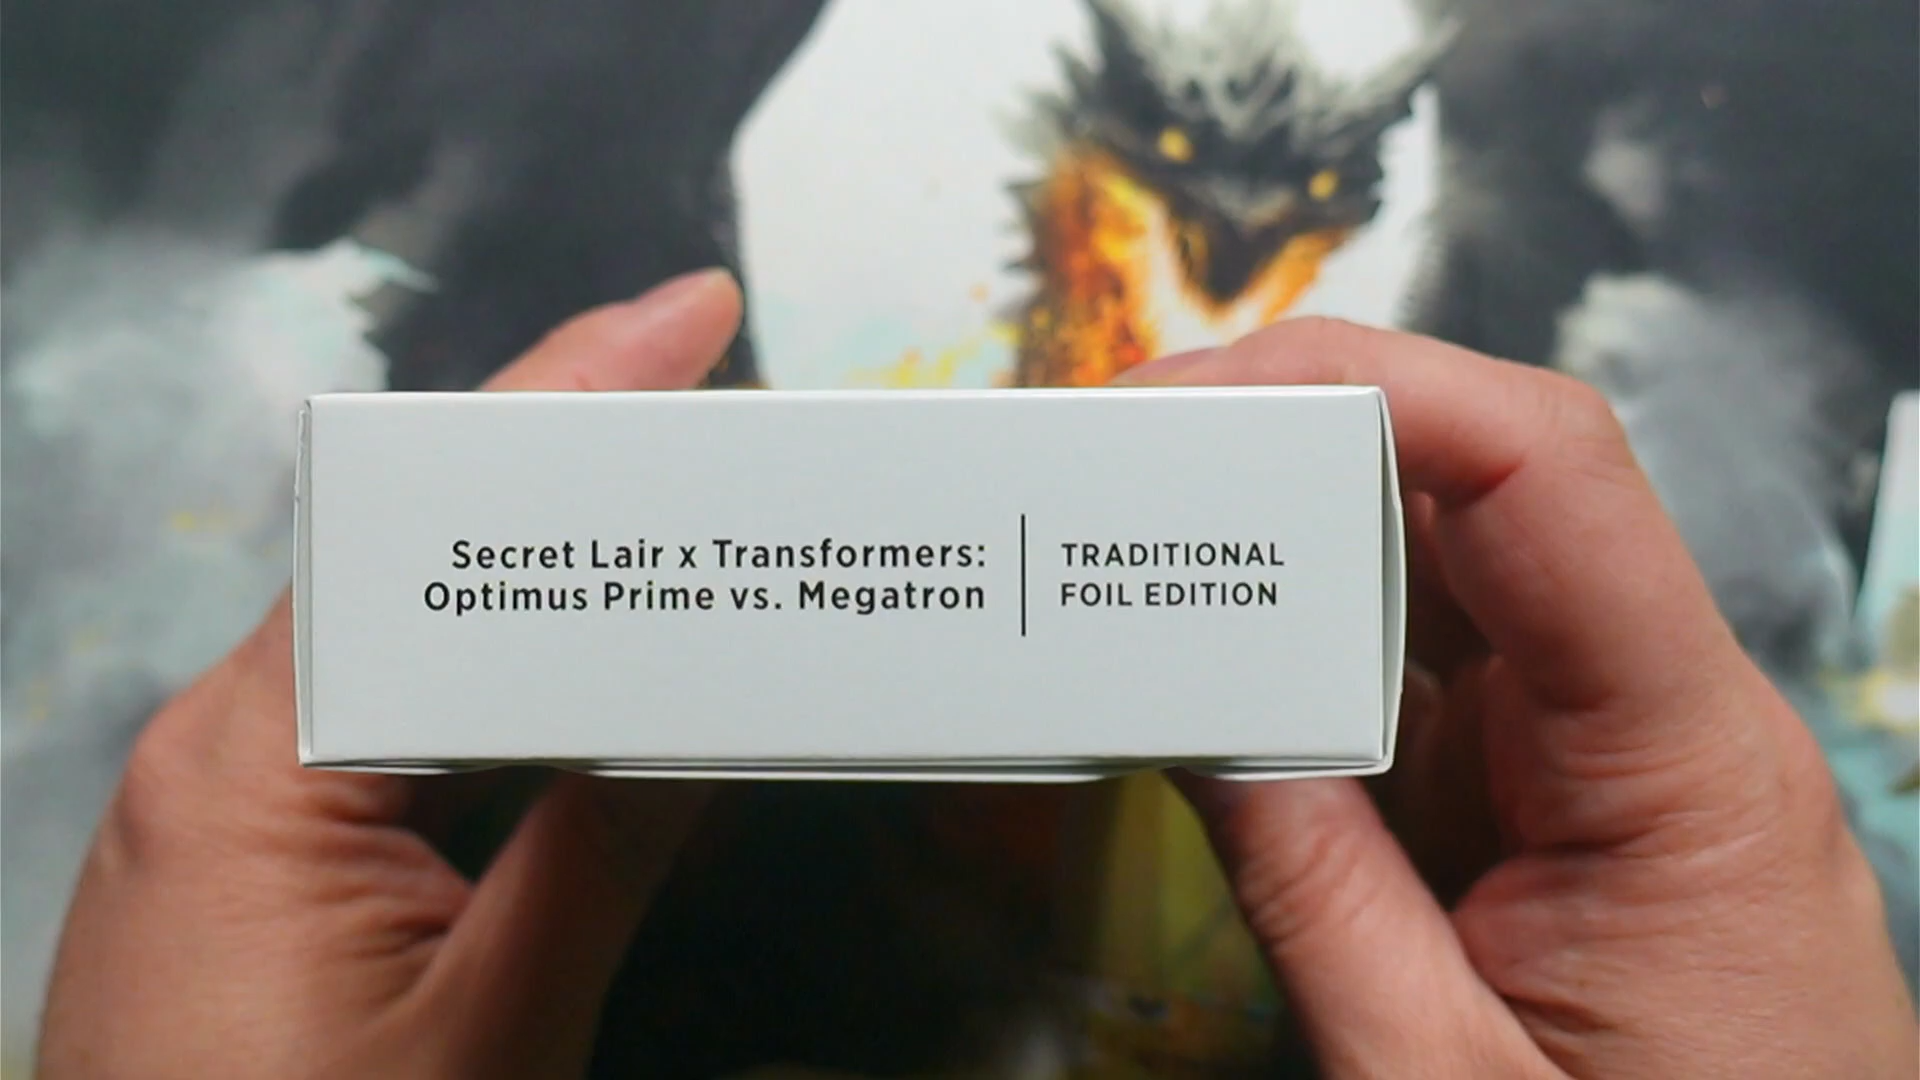 Secret Lair x Transformers:
Optimus Prime vs. Megatron
TRADITIONAL
FOIL EDITION